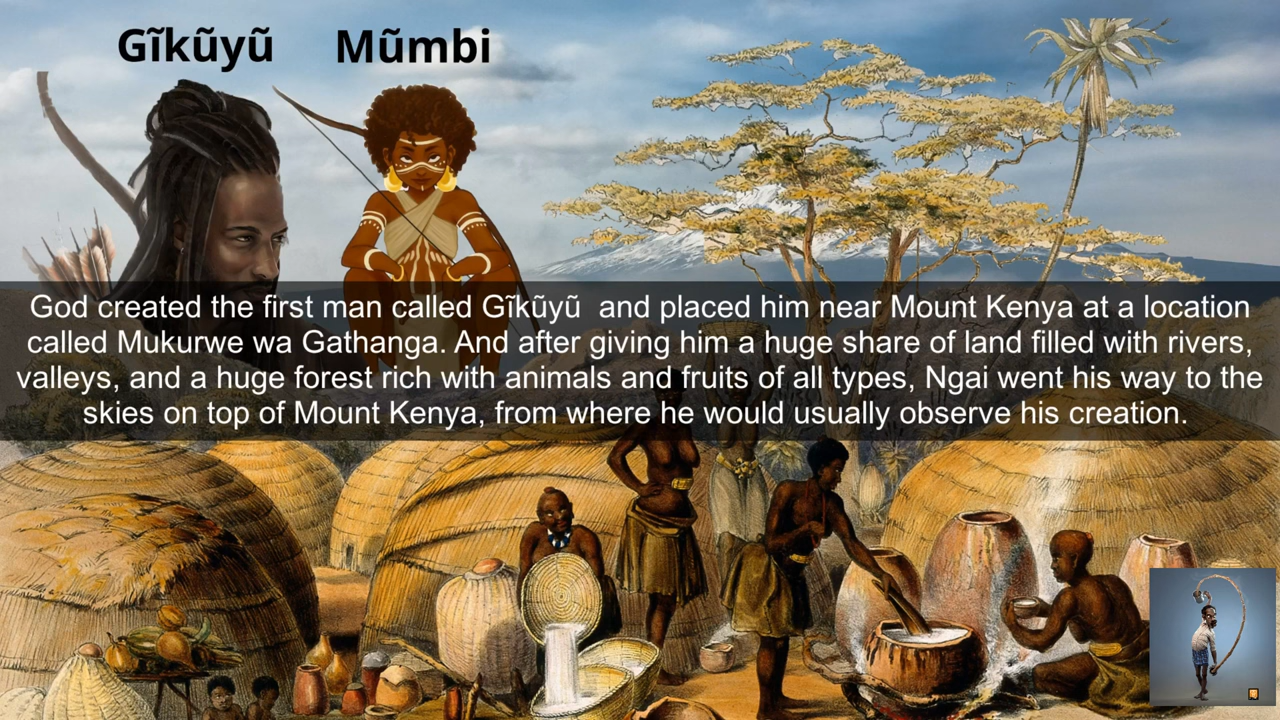 Gĩkũyũ Mũmbi
God created the first man called Gĩkũyũ and placed him near Mount Kenya at a location
called Mukurwe wa Gathanga. And after giving him a huge share of land filled with rivers,
valleys, and a huge forest rich with animals and fruits of all types, Ngai went his way to the
skies on top of Mount Kenya, from where he would usually observe his creation.